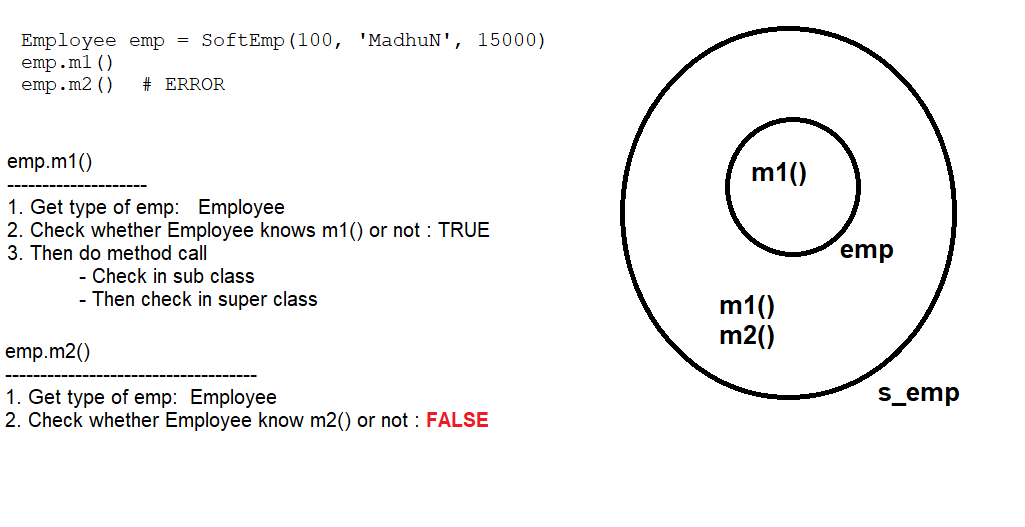 Employee emp = SoftEmp(100, 'MadhuN', 15000)
emp.m1()
emp.m2()   # ERROR
emp.m1()
--------------------
1. Get type of emp:   Employee
2. Check whether Employee knows m1() or not : TRUE
3. Then do method call
- Check in sub class
- Then check in super class
emp.m2()
------------------------------------
1. Get type of emp:  Employee
2. Check whether Employee know m2() or not : FALSE
m1()
emp
m1()
m2()
s_emp